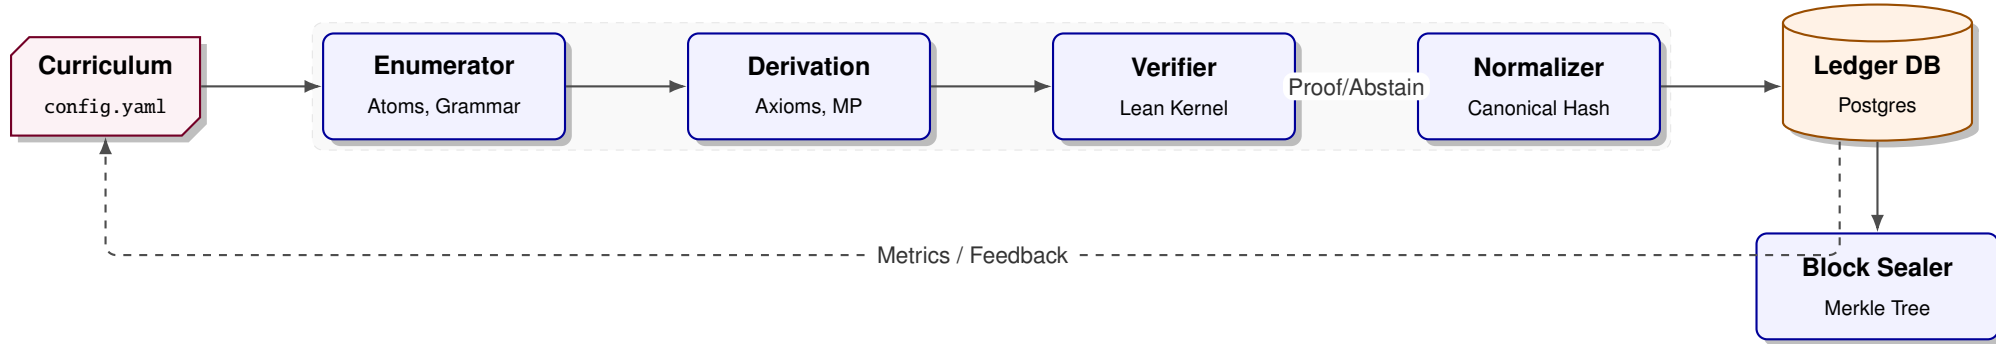 Curriculum
config.yaml
Enumerator
Atoms, Grammar
Derivation
Axioms, MP
Verifier
Lean Kernel
Proof/Abstain
Normalizer
Canonical Hash
Ledger DB
Postgres
Metrics / Feedback
Block Sealer
Merkle Tree